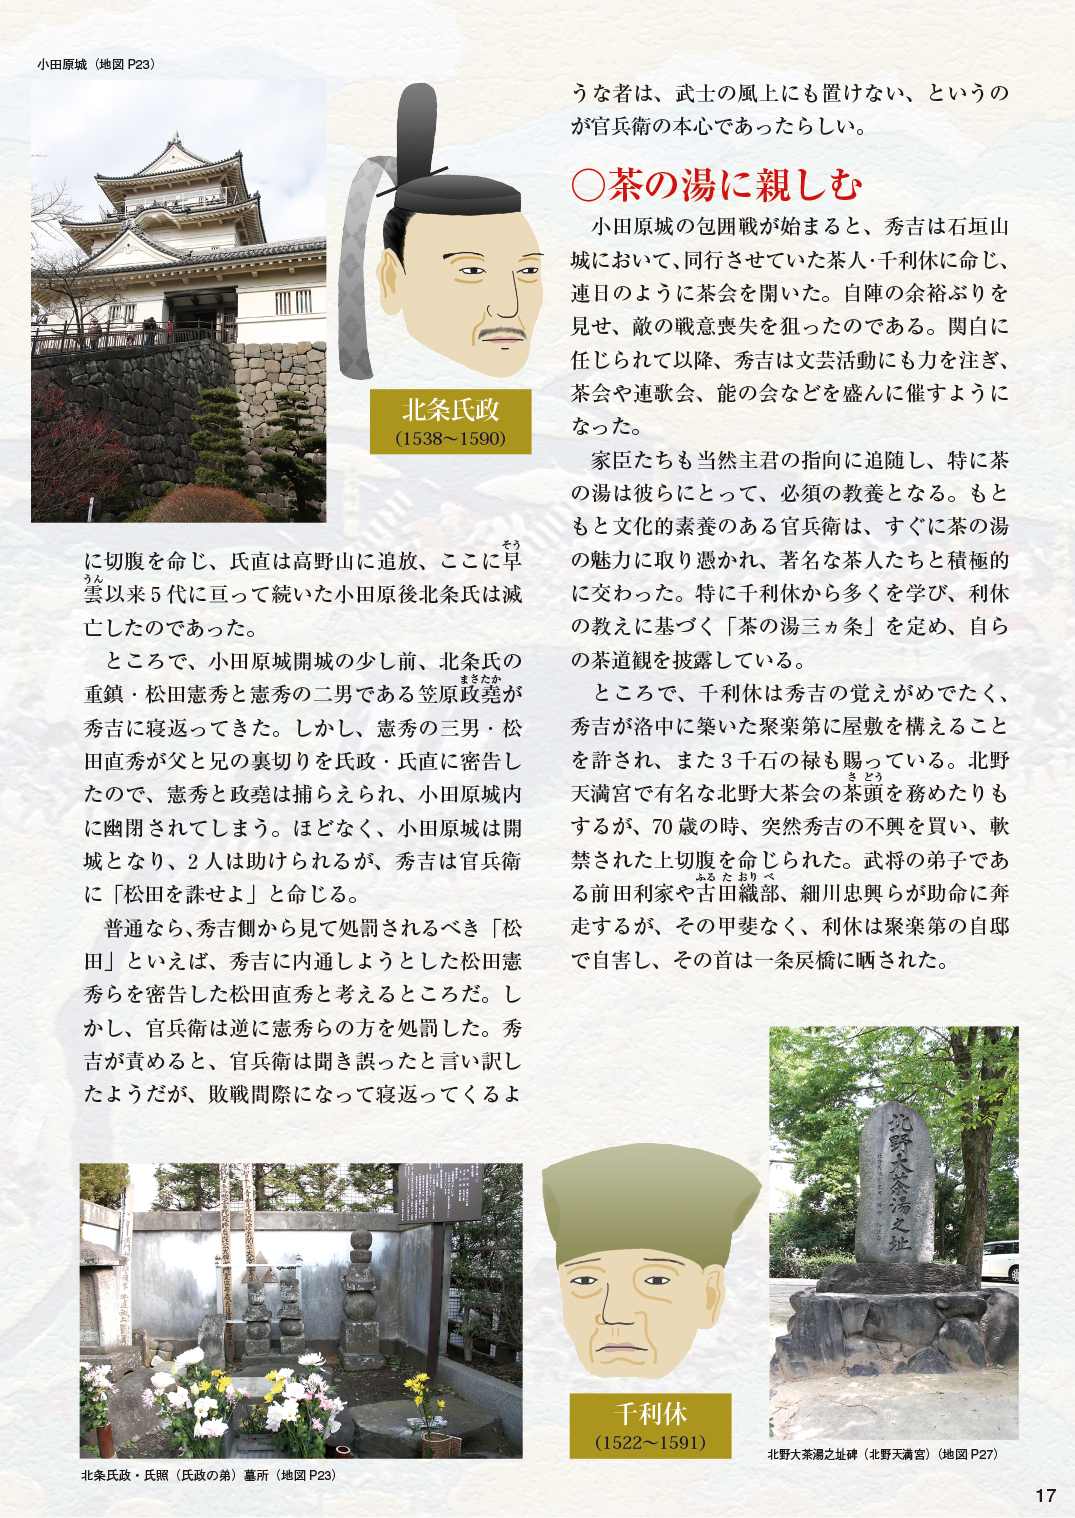 小田原城（地図 P23）
北条氏政
（1538〜1590）
に切腹を命じ、氏直は高野山に追放、ここに早
そう
雲以来５代に亘って続いた小田原後北条氏は滅
うん
亡したのであった。
ところで、小田原城開城の少し前、北条氏の
重鎮・松田憲秀と憲秀の二男である笠原政堯が
まさたか
秀吉に寝返ってきた。しかし、憲秀の三男・松
田直秀が父と兄の裏切りを氏政・氏直に密告し
たので、憲秀と政堯は捕らえられ、小田原城内
に幽閉されてしまう。ほどなく、小田原城は開
城となり、２人は助けられるが、秀吉は官兵衛
に「松田を誅せよ」と命じる。
普通なら、秀吉側から見て処罰されるべき「松
田」といえば、秀吉に内通しようとした松田憲
秀らを密告した松田直秀と考えるところだ。し
かし、官兵衛は逆に憲秀らの方を処罰した。秀
吉が責めると、官兵衛は聞き誤ったと言い訳し
たようだが、敗戦間際になって寝返ってくるよ
うな者は、武士の風上にも置けない、というの
が官兵衛の本心であったらしい。
○茶の湯に親しむ
小田原城の包囲戦が始まると、秀吉は石垣山
城において、同行させていた茶人・千利休に命じ、
連日のように茶会を開いた。自陣の余裕ぶりを
見せ、敵の戦意喪失を狙ったのである。関白に
任じられて以降、秀吉は文芸活動にも力を注ぎ、
茶会や連歌会、能の会などを盛んに催すように
なった。
家臣たちも当然主君の指向に追随し、特に茶
の湯は彼らにとって、必須の教養となる。もと
もと文化的素養のある官兵衛は、すぐに茶の湯
の魅力に取り憑かれ、著名な茶人たちと積極的
に交わった。特に千利休から多くを学び、利休
の教えに基づく「茶の湯三ヵ条」を定め、自ら
の茶道観を披露している。
ところで、千利休は秀吉の覚えがめでたく、
秀吉が洛中に築いた聚楽第に屋敷を構えること
を許され、また３千石の禄も賜っている。北野
天満宮で有名な北野大茶会の茶頭を務めたりも
さ どう
するが、70 歳の時、突然秀吉の不興を買い、軟
禁された上切腹を命じられた。武将の弟子であ
る前田利家や古田織部、細川忠興らが助命に奔
ふる た おり べ
走するが、その甲斐なく、利休は聚楽第の自邸
で自害し、その首は一条戻橋に晒された。
北条氏政・氏照（氏政の弟）墓所（地図 P23）
千利休
（1522〜1591）
北野大茶湯之址
北野大茶湯之址碑（北野天満宮）（地図 P27）
17